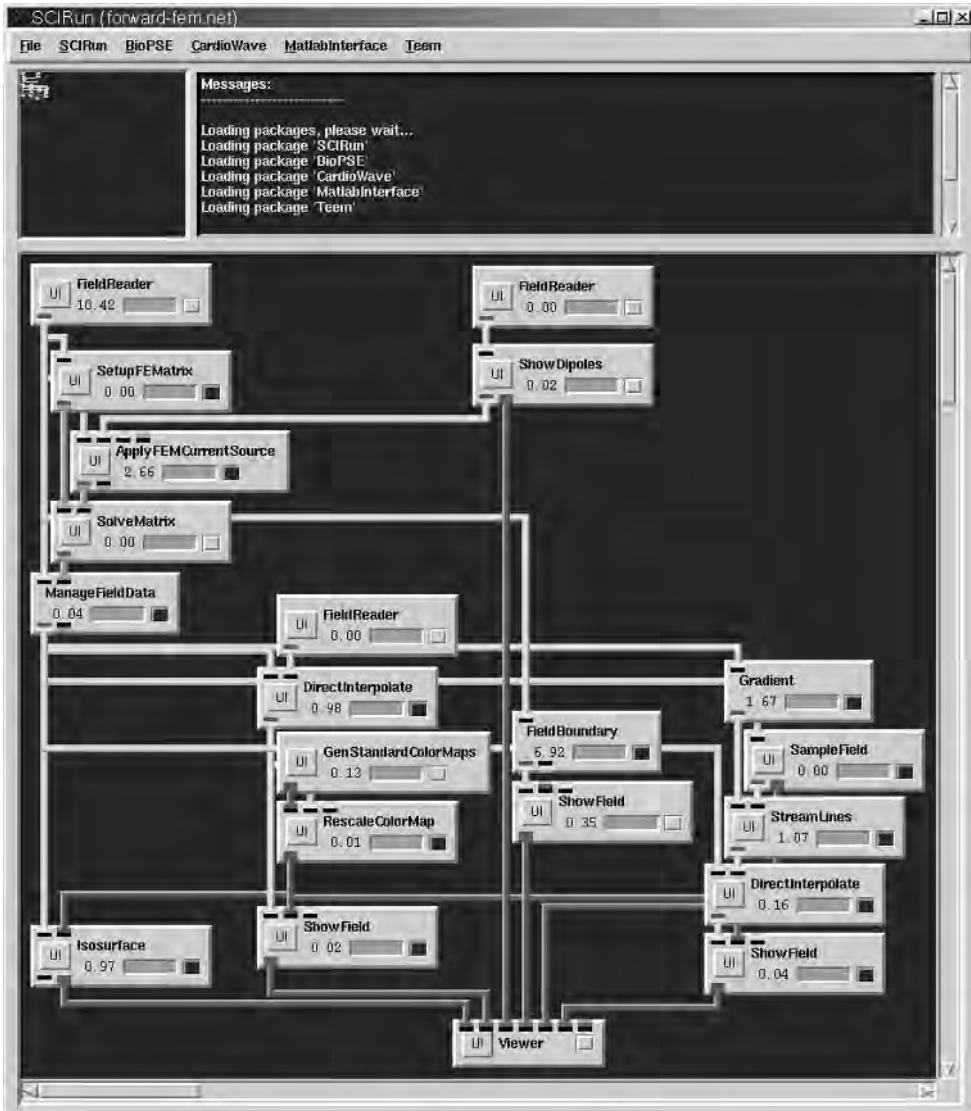 SCIRun (forward-fem.net)
File SCIRun BioPSE CardioWave MatlabInterface Teem
Messages:
--------------------------
Loading packages, please wait...
Loading package 'SCIRun'
Loading package 'BioPSE'
Loading package 'CardioWave'
Loading package 'MatlabInterface'
Loading package 'Teem'
UI FieldReader
10.42
UI FieldReader
0.00
UI SetupFEMatrix
0.00
UI ShowDipoles
0.02
UI ApplyFEMCurrentSource
2.66
UI SolveMatrix
0.00
ManageFieldData
0.04
UI FieldReader
0.00
UI DirectInterpolate
0.98
Gradient
1.67
FieldBoundary
6.92
UI GenStandardColorMaps
0.13
UI SampleField
0.00
UI ShowField
0.35
UI RescaleColorMap
0.01
UI StreamLines
1.07
UI DirectInterpolate
0.16
UI ShowField
0.02
UI Isosurface
0.97
UI ShowField
0.04
UI Viewer